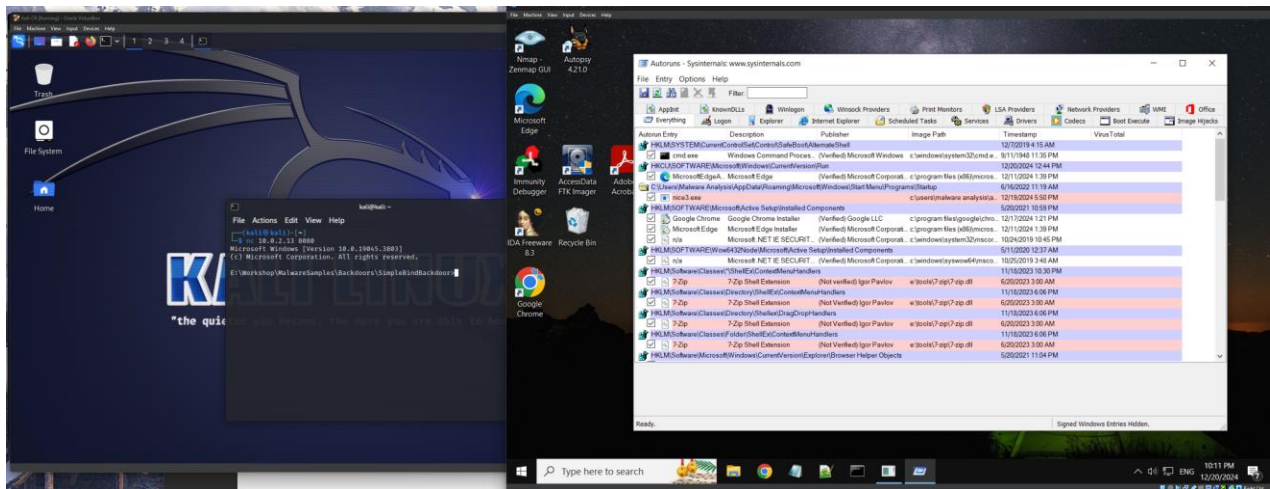 Kali OS [Running] - Oracle VirtualBox
File Machine View Input Devices Help
1 2 3 4
Trash
File System
Home
kali@kali: ~
File Actions Edit View Help
(kali㉿kali)-[~]
$ nc 10.0.2.13 8080
Microsoft Windows [Version 10.0.19045.3803]
(c) Microsoft Corporation. All rights reserved.
E:\Workshop\MalwareSamples\Backdoors\SimpleBindBackdoor>
"the quie
File Machine View Input Devices Help
Nmap - Zenmap GUI
Autopsy 4.21.0
Microsoft Edge
Immunity Debugger
AccessData FTK Imager
Adob
Acroba
IDA Freeware 8.3
Recycle Bin
Google Chrome
Autoruns - Sysinternals: www.sysinternals.com
File Entry Options Help
Filter:
AppInit KnownDLLs Winlogon Winsock Providers Print Monitors LSA Providers Network Providers WMI Office
Everything Logon Explorer Internet Explorer Scheduled Tasks Services Drivers Codecs Boot Execute Image Hijacks
Autorun Entry Description Publisher Image Path Timestamp VirusTotal
HKLM\SYSTEM\CurrentControlSet\Control\SafeBoot\AlternateShell 12/7/2019 4:15 AM
cmd.exe Windows Command Proces... (Verified) Microsoft Windows c:\windows\system32\cmd.e... 9/11/1948 11:35 PM
HKCU\SOFTWARE\Microsoft\Windows\CurrentVersion\Run 12/20/2024 12:44 PM
MicrosoftEdgeA... Microsoft Edge (Verified) Microsoft Corporati... c:\program files (x86)\micros... 12/11/2024 1:39 PM
C:\Users\Malware Analysis\AppData\Roaming\Microsoft\Windows\Start Menu\Programs\Startup 6/16/2022 11:19 AM
nice3.exe c:\users\malware analysis\a... 12/19/2024 5:50 PM
HKLM\SOFTWARE\Microsoft\Active Setup\Installed Components 5/20/2021 10:59 PM
Google Chrome Google Chrome Installer (Verified) Google LLC c:\program files\google\chro... 12/17/2024 1:21 PM
Microsoft Edge Microsoft Edge Installer (Verified) Microsoft Corporati... c:\program files (x86)\micros... 12/11/2024 1:39 PM
n/a Microsoft .NET IE SECURIT... (Verified) Microsoft Corporati... c:\windows\system32\mscor... 10/24/2019 10:45 PM
HKLM\SOFTWARE\Wow6432Node\Microsoft\Active Setup\Installed Components 5/11/2020 12:37 AM
n/a Microsoft .NET IE SECURIT... (Verified) Microsoft Corporati... c:\windows\syswow64\msco... 10/25/2019 3:48 AM
HKLM\Software\Classes\*\ShellEx\ContextMenuHandlers 11/18/2023 10:30 PM
7-Zip 7-Zip Shell Extension (Not Verified) Igor Pavlov e:\tools\7-zip\7-zip.dll 6/20/2023 3:00 AM
HKLM\Software\Classes\Directory\ShellEx\ContextMenuHandlers 11/18/2023 6:06 PM
7-Zip 7-Zip Shell Extension (Not Verified) Igor Pavlov e:\tools\7-zip\7-zip.dll 6/20/2023 3:00 AM
HKLM\Software\Classes\Directory\Shellex\DragDropHandlers 11/18/2023 6:06 PM
7-Zip 7-Zip Shell Extension (Not Verified) Igor Pavlov e:\tools\7-zip\7-zip.dll 6/20/2023 3:00 AM
HKLM\Software\Classes\Folder\ShellEx\ContextMenuHandlers 11/18/2023 6:06 PM
7-Zip 7-Zip Shell Extension (Not Verified) Igor Pavlov e:\tools\7-zip\7-zip.dll 6/20/2023 3:00 AM
HKLM\Software\Microsoft\Windows\CurrentVersion\Explorer\Browser Helper Objects 5/20/2021 11:04 PM
Ready. Signed Windows Entries Hidden.
Type here to search
ENG
10:11 PM
12/20/2024